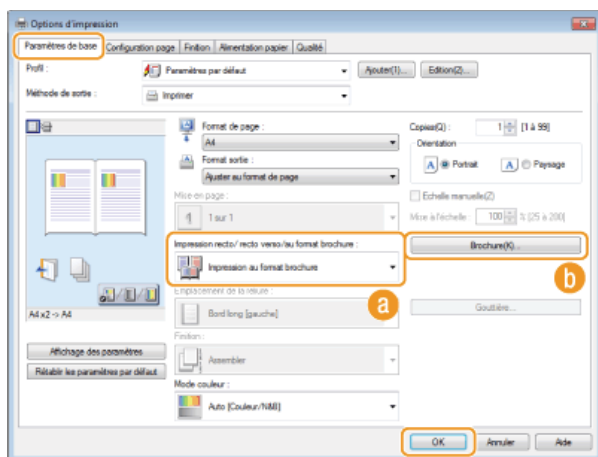 Options d'impression
Paramètres de base Configuration page Finition Alimentation papier Qualité
Profil : Paramètres par défaut Ajouter(1)... Edition(2)...
Méthode de sortie : Imprimer
Format de page : Copies(Q) : 1 [1 à 99]
A4 Orientation
Format sortie : A Portrait A Paysage
Ajuster au format de page
Mise en page : Echelle manuelle(Z)
1 1 sur 1 Mise à l'échelle : 100 % [25 à 200]
Impression recto/ recto verso/au format brochure : Brochure(K)...
Impression au format brochure
a b
Emplacement de la reliure : Gouttière...
A4 x2 -> A4 Bord long [gauche]
Finition :
Affichage des paramètres Assembler
Rétablir les paramètres par défaut
Mode couleur :
Auto [Couleur/N&B]
OK Annuler Aide